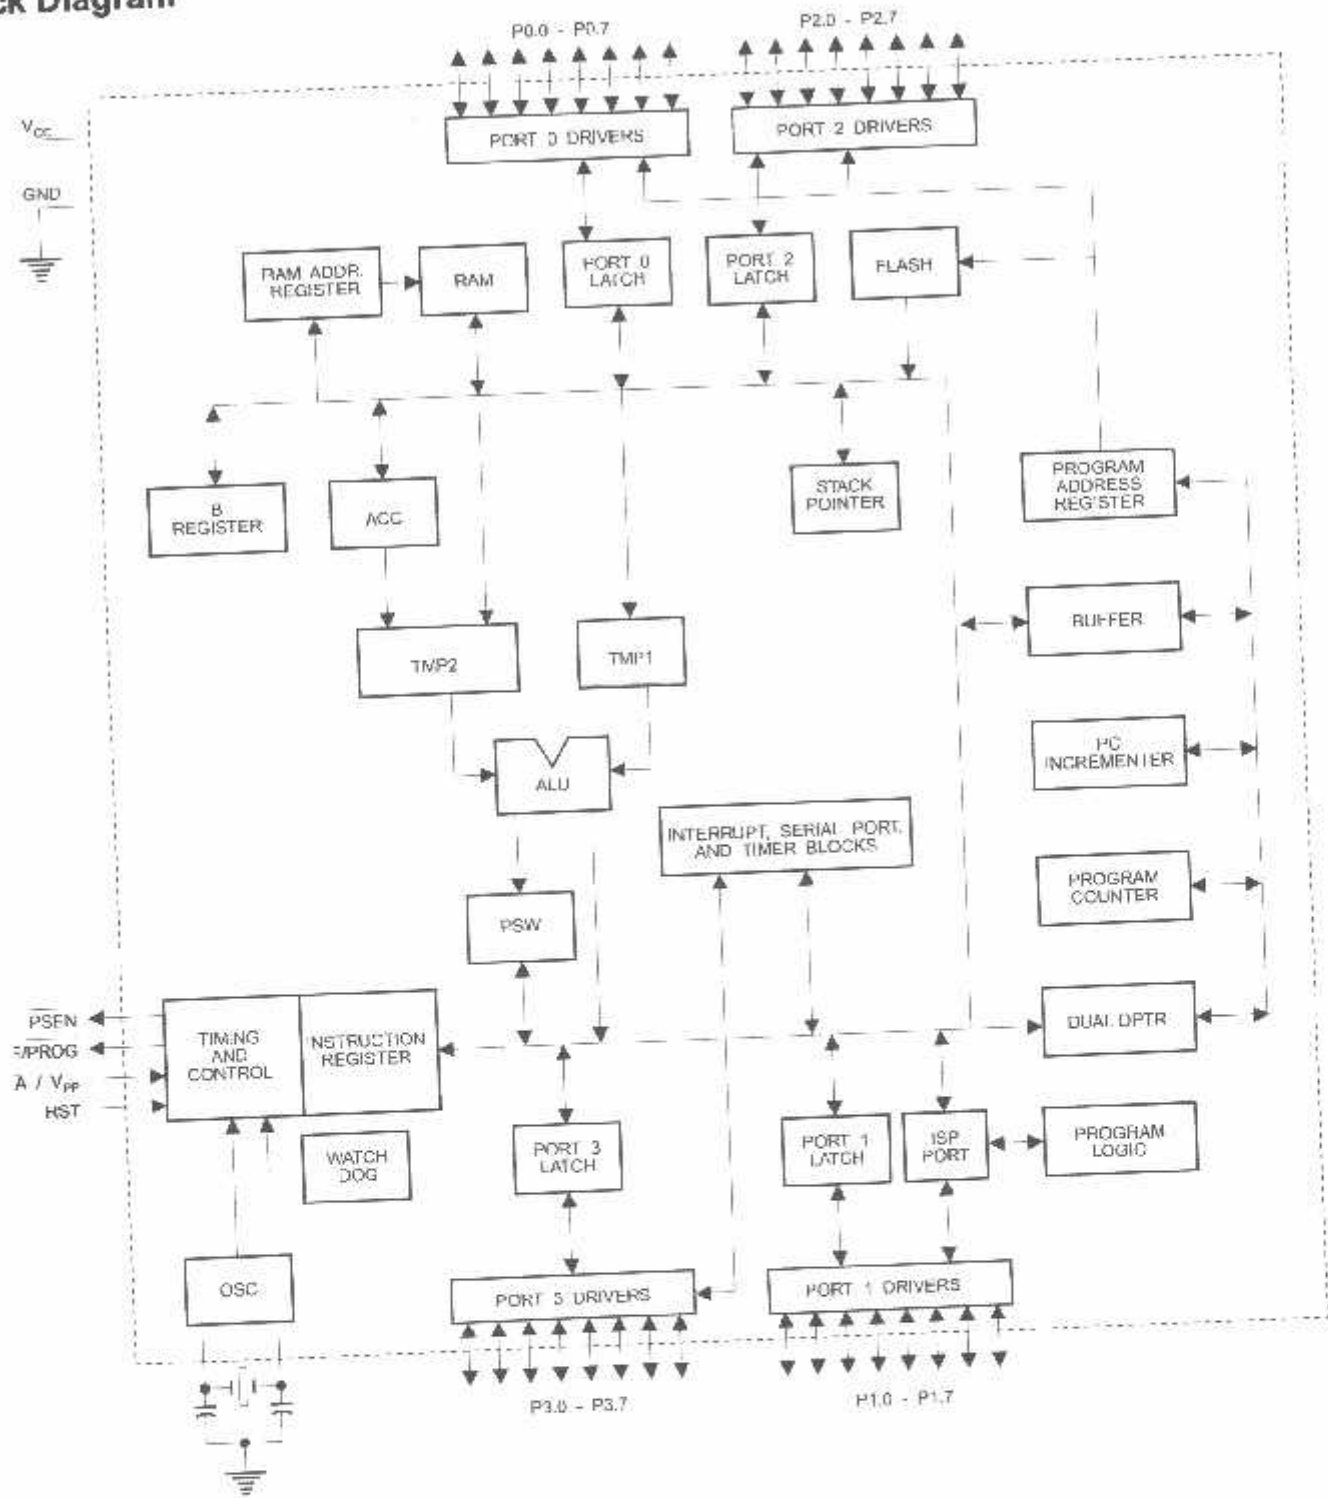 ck Diagram
P0.0 - P0.7
P2.0 - P2.7
VCC
PORT 0 DRIVERS
PORT 2 DRIVERS
GND
RAM ADDR.
REGISTER
RAM
PORT 0
LATCH
PORT 2
LATCH
FLASH
B
REGISTER
ACC
STACK
POINTER
PROGRAM
ADDRESS
REGISTER
BUFFER
TMP2
TMP1
PC
INCREMENTER
ALU
INTERRUPT, SERIAL PORT,
AND TIMER BLOCKS
PROGRAM
COUNTER
PSW
PSEN
/PROG
A / VPP
RST
TIMING
AND
CONTROL
NSTRUCTION
REGISTER
DUAL DPTR
WATCH
DOG
PORT 3
LATCH
PORT 1
LATCH
ISP
PORT
PROGRAM
LOGIC
OSC
PORT 3 DRIVERS
PORT 1 DRIVERS
P3.0 - P3.7
P1.0 - P1.7